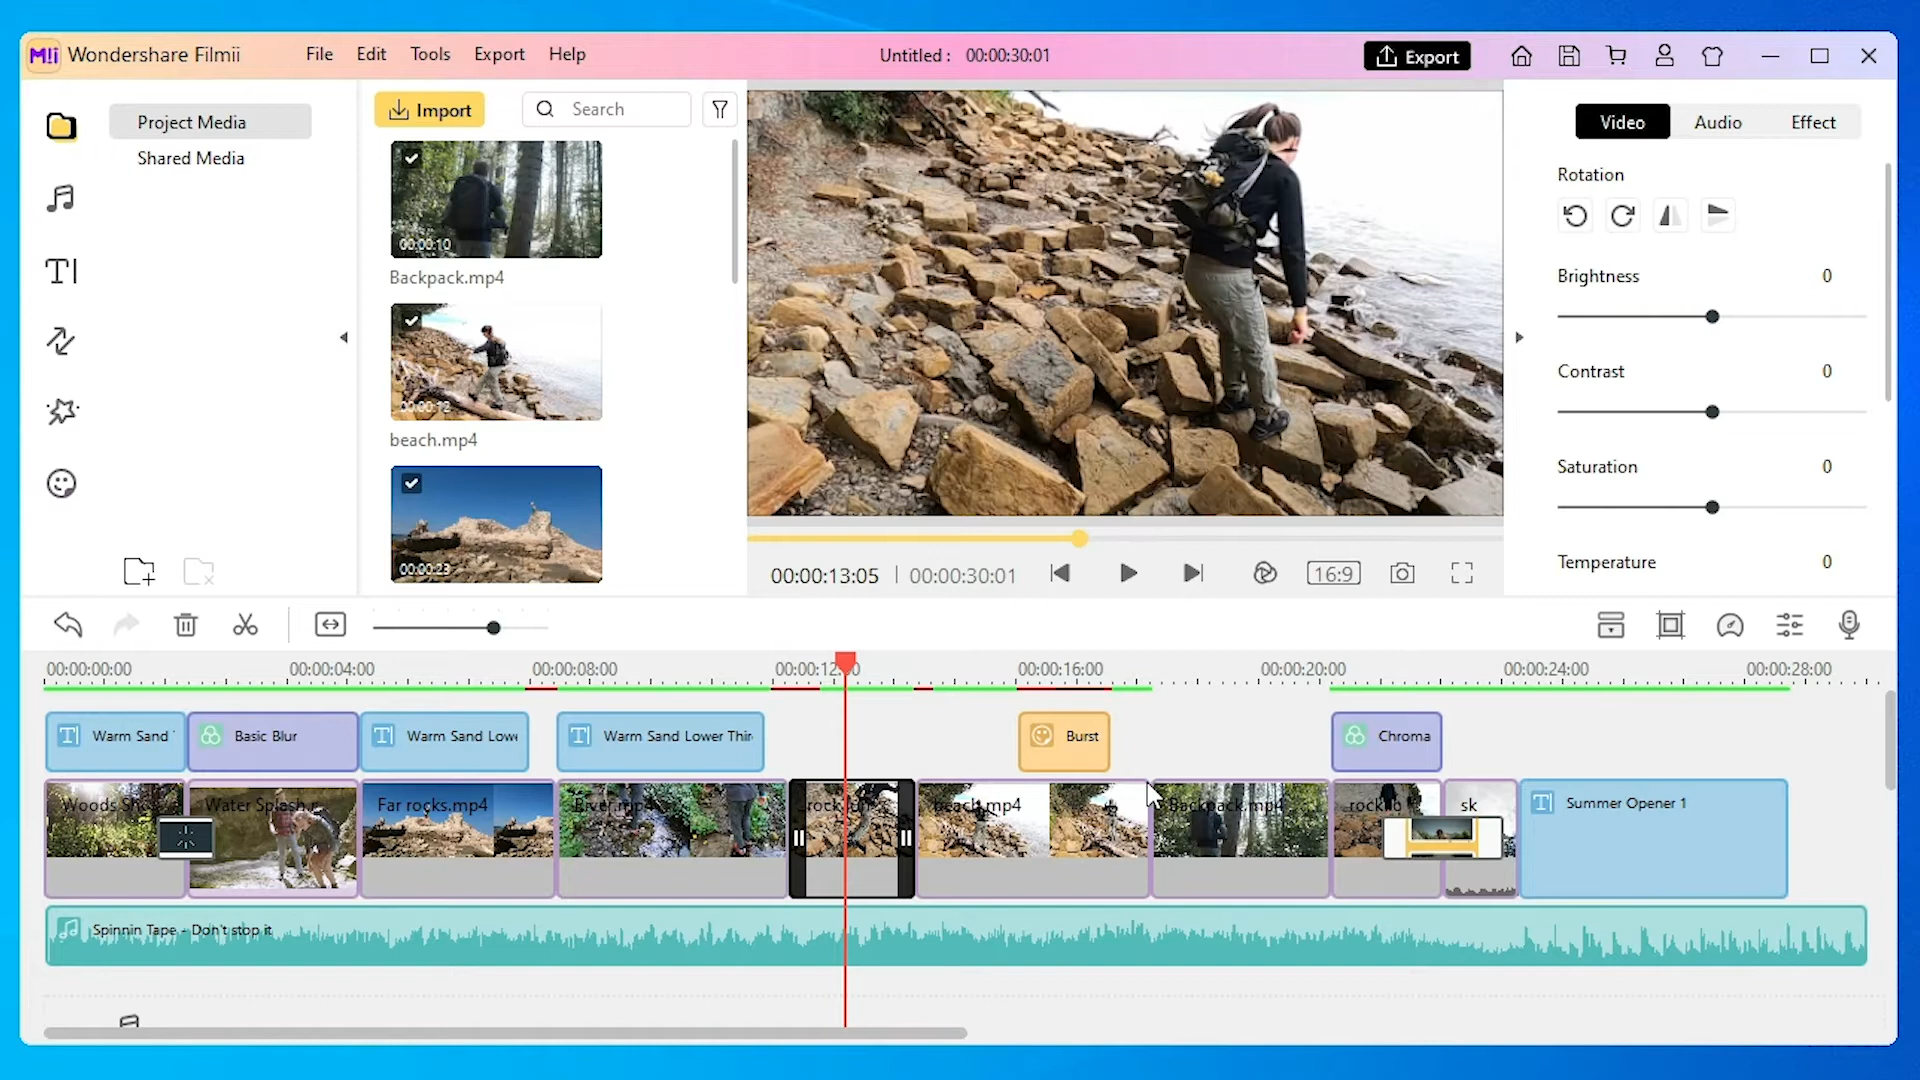 Wondershare Filmii
File Edit Tools Export Help
Untitled : 00:00:30:01
Export
Project Media
Shared Media
Import
Search
00:00:10
Backpack.mp4
00:00:12
beach.mp4
00:00:23
00:00:13:05 | 00:00:30:01
16:9
Video Audio Effect
Rotation
Brightness 0
Contrast 0
Saturation 0
Temperature 0
00:00:00:00 00:00:04:00 00:00:08:00 00:00:16:00 00:00:20:00 00:00:24:00 00:00:28:00
Warm Sand Basic Blur Warm Sand Lowe Warm Sand Lower Thir Burst Chroma
Woods Sh Water Splash Far rocks.mp4 River.mp4 rock beach.mp4 Backpack.mp4 rock sk Summer Opener 1
Spinnin Tape - Don't stop it